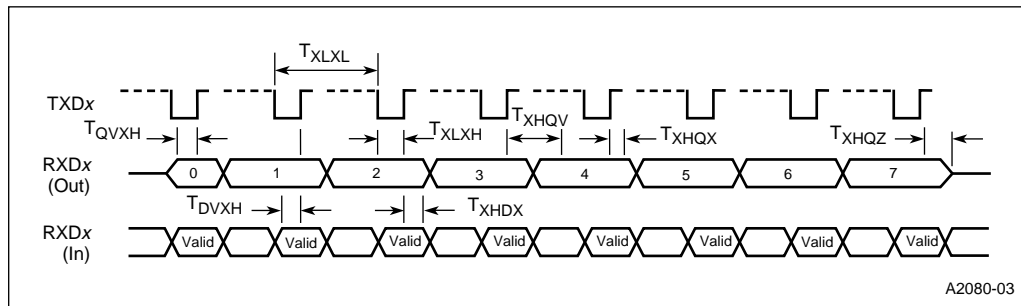 TXLXL
TXDx
TQVXH
TXLXH
TXHQV
TXHQX
TXHQZ
RXDx
(Out)
0 1 2 3 4 5 6 7
TDVXH
TXHDX
RXDx
(In)
Valid Valid Valid Valid Valid Valid Valid Valid
A2080-03